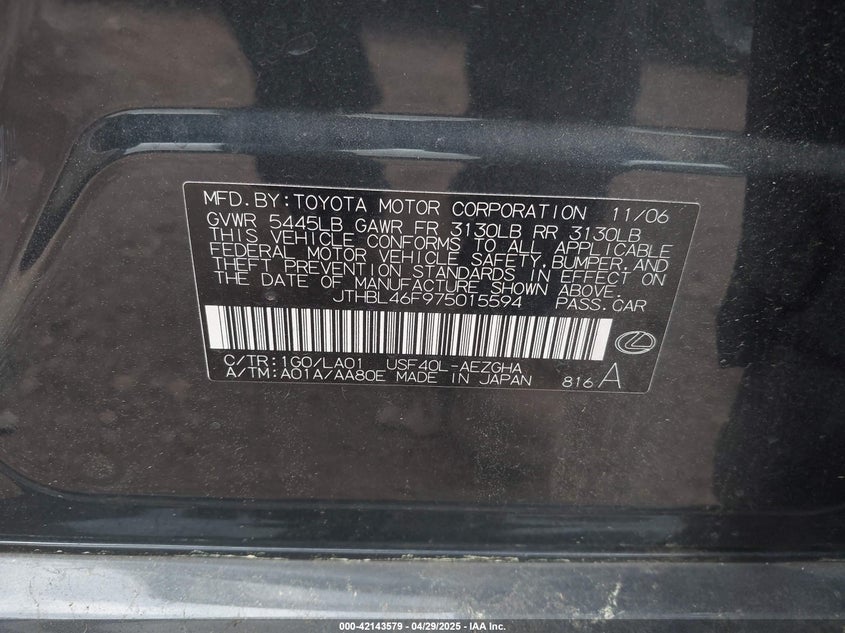 MFD.BY:TOYOTA MOTOR CORPORATION 11/06
GVWR 5445LB GAWR FR 3130LB RR 3130LB
THIS VEHICLE CONFORMS TO ALL APPLICABLE
FEDERAL MOTOR VEHICLE SAFETY,BUMPER,AND
THEFT PREVENTION STANDARDS IN EFFECT ON
THE DATE OF MANUFACTURE SHOWN ABOVE.
JTHBL46F975015594 PASS.CAR
C/TR:1G0/LA01 USF40L-AEZGHA
A/TM:A01A/AA80E MADE IN JAPAN 816A
000-42143579 - 04/29/2025 - IAA Inc.